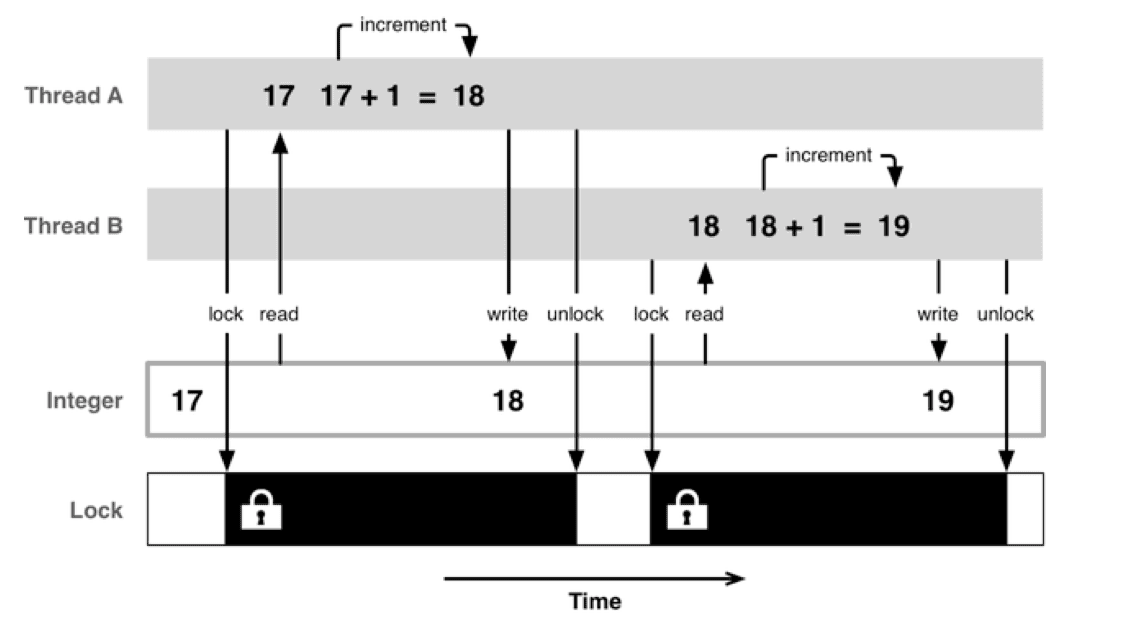 increment
Thread A
17 17 + 1 = 18
increment
Thread B
18 18 + 1 = 19
lock read write unlock lock read write unlock
Integer
17 18 19
Lock
Time